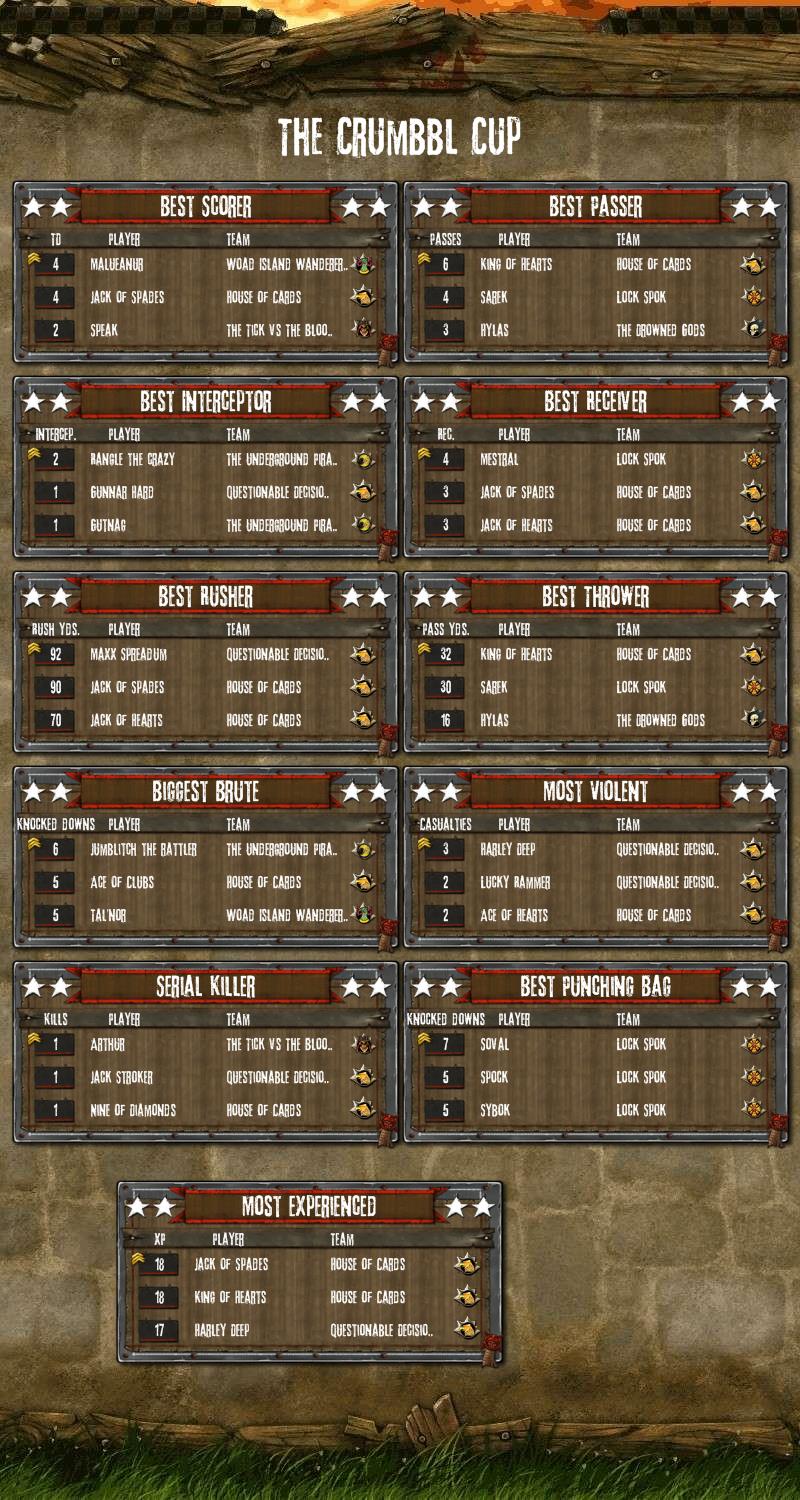 THE CRUMBBL CUP
BEST SCORER
TD PLAYER TEAM
4 MALUEANUR WOAD ISLAND WANDERER..
4 JACK OF SPADES HOUSE OF CARDS
2 SPEAK THE TICK VS THE BLOO..
BEST PASSER
PASSES PLAYER TEAM
6 KING OF HEARTS HOUSE OF CARDS
4 SAREK LOCK SPOK
3 HYLAS THE DROWNED GODS
BEST INTERCEPTOR
INTERCEP. PLAYER TEAM
2 RANGLE THE CRAZY THE UNDERGROUND PIRA..
1 GUNNAR HARD QUESTIONABLE DECISIO..
1 GUTNAG THE UNDERGROUND PIRA..
BEST RECEIVER
REC. PLAYER TEAM
4 MESTRAL LOCK SPOK
3 JACK OF SPADES HOUSE OF CARDS
3 JACK OF HEARTS HOUSE OF CARDS
BEST RUSHER
RUSH YDS. PLAYER TEAM
92 MAXX SPREADUM QUESTIONABLE DECISIO..
90 JACK OF SPADES HOUSE OF CARDS
70 JACK OF HEARTS HOUSE OF CARDS
BEST THROWER
PASS YDS. PLAYER TEAM
32 KING OF HEARTS HOUSE OF CARDS
30 SAREK LOCK SPOK
16 HYLAS THE DROWNED GODS
BIGGEST BRUTE
KNOCKED DOWNS PLAYER TEAM
6 JUMBLITCH THE RATTLER THE UNDERGROUND PIRA..
5 ACE OF CLUBS HOUSE OF CARDS
5 TAL'NOR WOAD ISLAND WANDERER..
MOST VIOLENT
CASUALTIES PLAYER TEAM
3 HARLEY DEEP QUESTIONABLE DECISIO..
2 LUCKY RAMMER QUESTIONABLE DECISIO..
2 ACE OF HEARTS HOUSE OF CARDS
SERIAL KILLER
KILLS PLAYER TEAM
1 ARTHUR THE TICK VS THE BLOO..
1 JACK STROKER QUESTIONABLE DECISIO..
1 NINE OF DIAMONDS HOUSE OF CARDS
BEST PUNCHING BAG
KNOCKED DOWNS PLAYER TEAM
7 SOVAL LOCK SPOK
5 SPOCK LOCK SPOK
5 SYBOK LOCK SPOK
MOST EXPERIENCED
XP PLAYER TEAM
18 JACK OF SPADES HOUSE OF CARDS
18 KING OF HEARTS HOUSE OF CARDS
17 HARLEY DEEP QUESTIONABLE DECISIO..